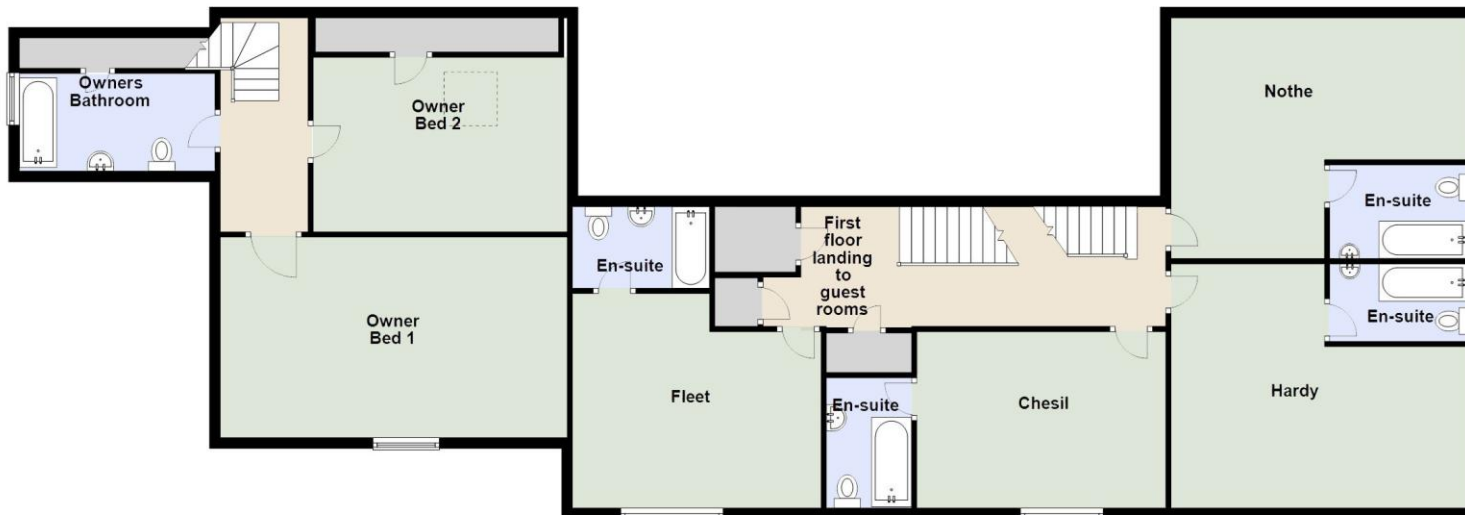 Owners
Bathroom
Owner
Bed 2
Nothe
En-suite
First
floor
landing
to
guest
rooms
En-suite
Owner
Bed 1
En-suite
Fleet
En-suite
Chesil
Hardy